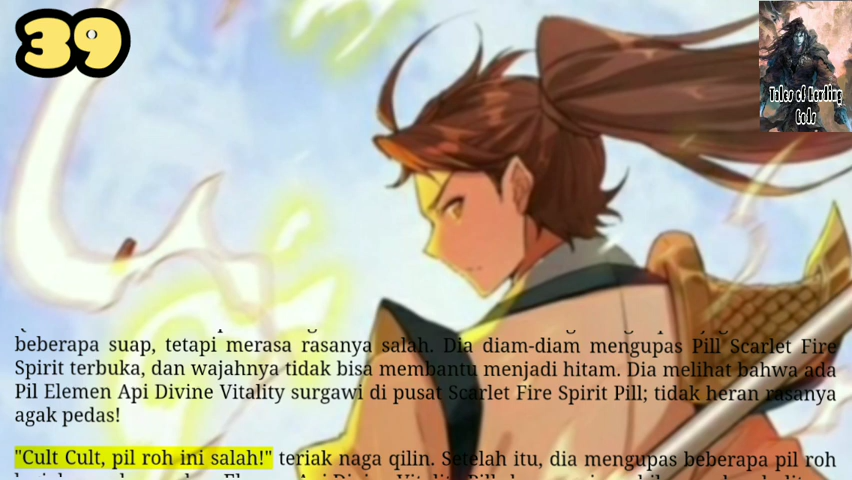 39
Tales of Herding
Gods
beberapa suap, tetapi merasa rasanya salah. Dia diam-diam mengupas Pill Scarlet Fire
Spirit terbuka, dan wajahnya tidak bisa membantu menjadi hitam. Dia melihat bahwa ada
Pil Elemen Api Divine Vitality surgawi di pusat Scarlet Fire Spirit Pill; tidak heran rasanya
agak pedas!
"Cult Cult, pil roh ini salah!" teriak naga qilin. Setelah itu, dia mengupas beberapa pil roh